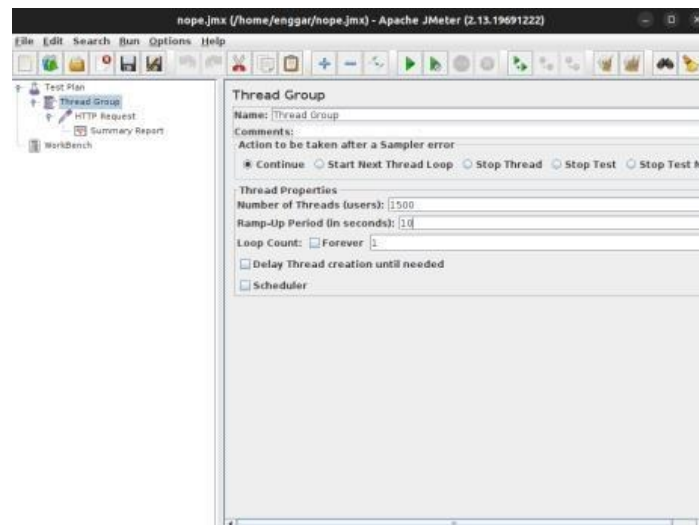 nope.jmx (/home/enggar/nope.jmx) - Apache JMeter (2.13.19691222)
File Edit Search Run Options Help
Test Plan
Thread Group
HTTP Request
Summary Report
WorkBench
Thread Group
Name: Thread Group
Comments:
Action to be taken after a Sampler error
Continue Start Next Thread Loop Stop Thread Stop Test Stop Test N
Thread Properties
Number of Threads (users): 1500
Ramp-Up Period (in seconds): 10
Loop Count: Forever 1
Delay Thread creation until needed
Scheduler